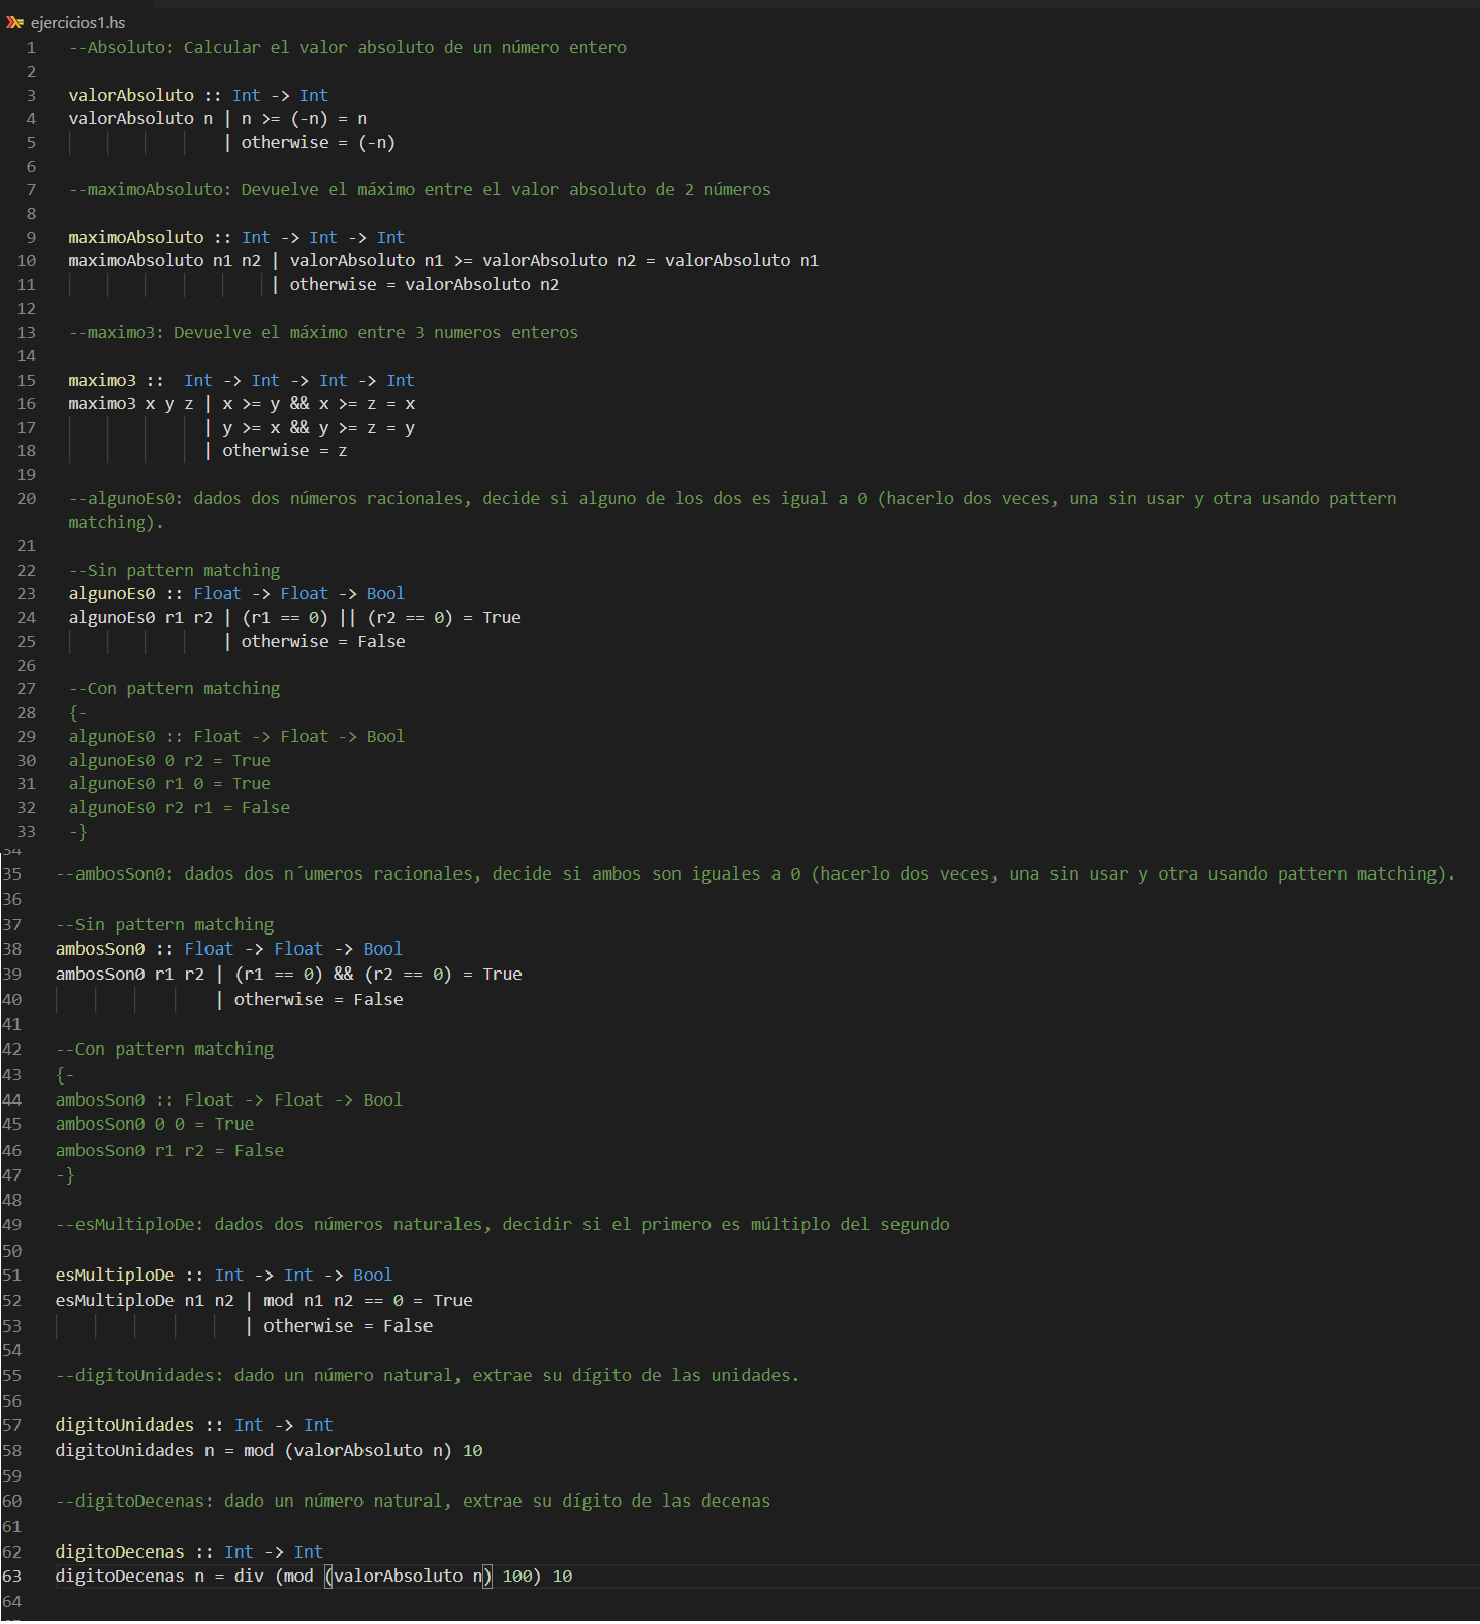 ejercicios1.hs
1 --Absoluto: Calcular el valor absoluto de un número entero
2
3 valorAbsoluto :: Int -> Int
4 valorAbsoluto n | n >= (-n) = n
5 | otherwise = (-n)
6
7 --maximoAbsoluto: Devuelve el máximo entre el valor absoluto de 2 números
8
9 maximoAbsoluto :: Int -> Int -> Int
10 maximoAbsoluto n1 n2 | valorAbsoluto n1 >= valorAbsoluto n2 = valorAbsoluto n1
11 | otherwise = valorAbsoluto n2
12
13 --maximo3: Devuelve el máximo entre 3 numeros enteros
14
15 maximo3 ::  Int -> Int -> Int -> Int
16 maximo3 x y z | x >= y && x >= z = x
17 | y >= x && y >= z = y
18 | otherwise = z
19
20 --algunoEs0: dados dos números racionales, decide si alguno de los dos es igual a 0 (hacerlo dos veces, una sin usar y otra usando pattern
matching).
21
22 --Sin pattern matching
23 algunoEs0 :: Float -> Float -> Bool
24 algunoEs0 r1 r2 | (r1 == 0) || (r2 == 0) = True
25 | otherwise = False
26
27 --Con pattern matching
28 {-
29 algunoEs0 :: Float -> Float -> Bool
30 algunoEs0 0 r2 = True
31 algunoEs0 r1 0 = True
32 algunoEs0 r2 r1 = False
33 -}
34
35 --ambosSon0: dados dos n´umeros racionales, decide si ambos son iguales a 0 (hacerlo dos veces, una sin usar y otra usando pattern matching).
36
37 --Sin pattern matching
38 ambosSon0 :: Float -> Float -> Bool
39 ambosSon0 r1 r2 | (r1 == 0) && (r2 == 0) = True
40 | otherwise = False
41
42 --Con pattern matching
43 {-
44 ambosSon0 :: Float -> Float -> Bool
45 ambosSon0 0 0 = True
46 ambosSon0 r1 r2 = False
47 -}
48
49 --esMultiploDe: dados dos números naturales, decidir si el primero es múltiplo del segundo
50
51 esMultiploDe :: Int -> Int -> Bool
52 esMultiploDe n1 n2 | mod n1 n2 == 0 = True
53 | otherwise = False
54
55 --digitoUnidades: dado un número natural, extrae su dígito de las unidades.
56
57 digitoUnidades :: Int -> Int
58 digitoUnidades n = mod (valorAbsoluto n) 10
59
60 --digitoDecenas: dado un número natural, extrae su dígito de las decenas
61
62 digitoDecenas :: Int -> Int
63 digitoDecenas n = div (mod (valorAbsoluto n) 100) 10
64